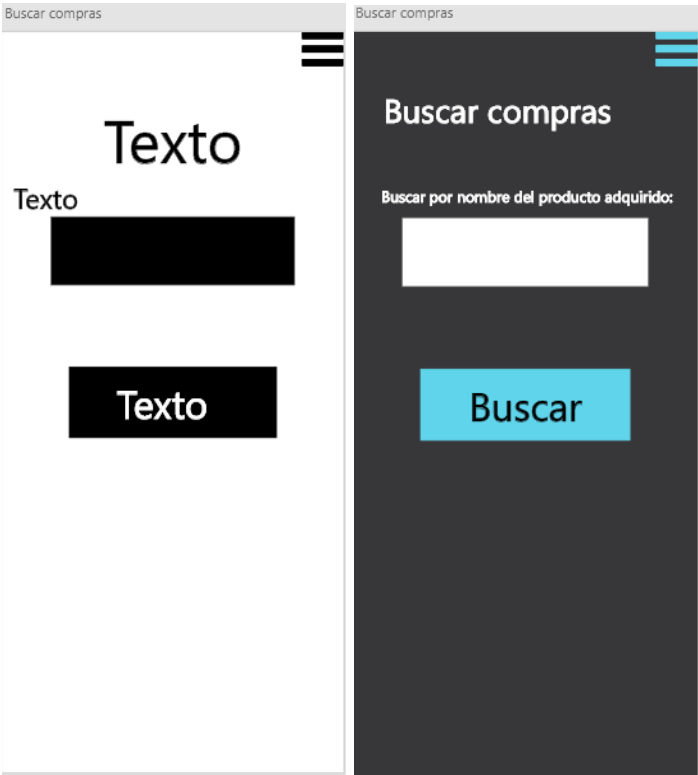 Buscar compras
Texto
Texto
Texto
Buscar compras
Buscar compras
Buscar por nombre del producto adquirido:
Buscar